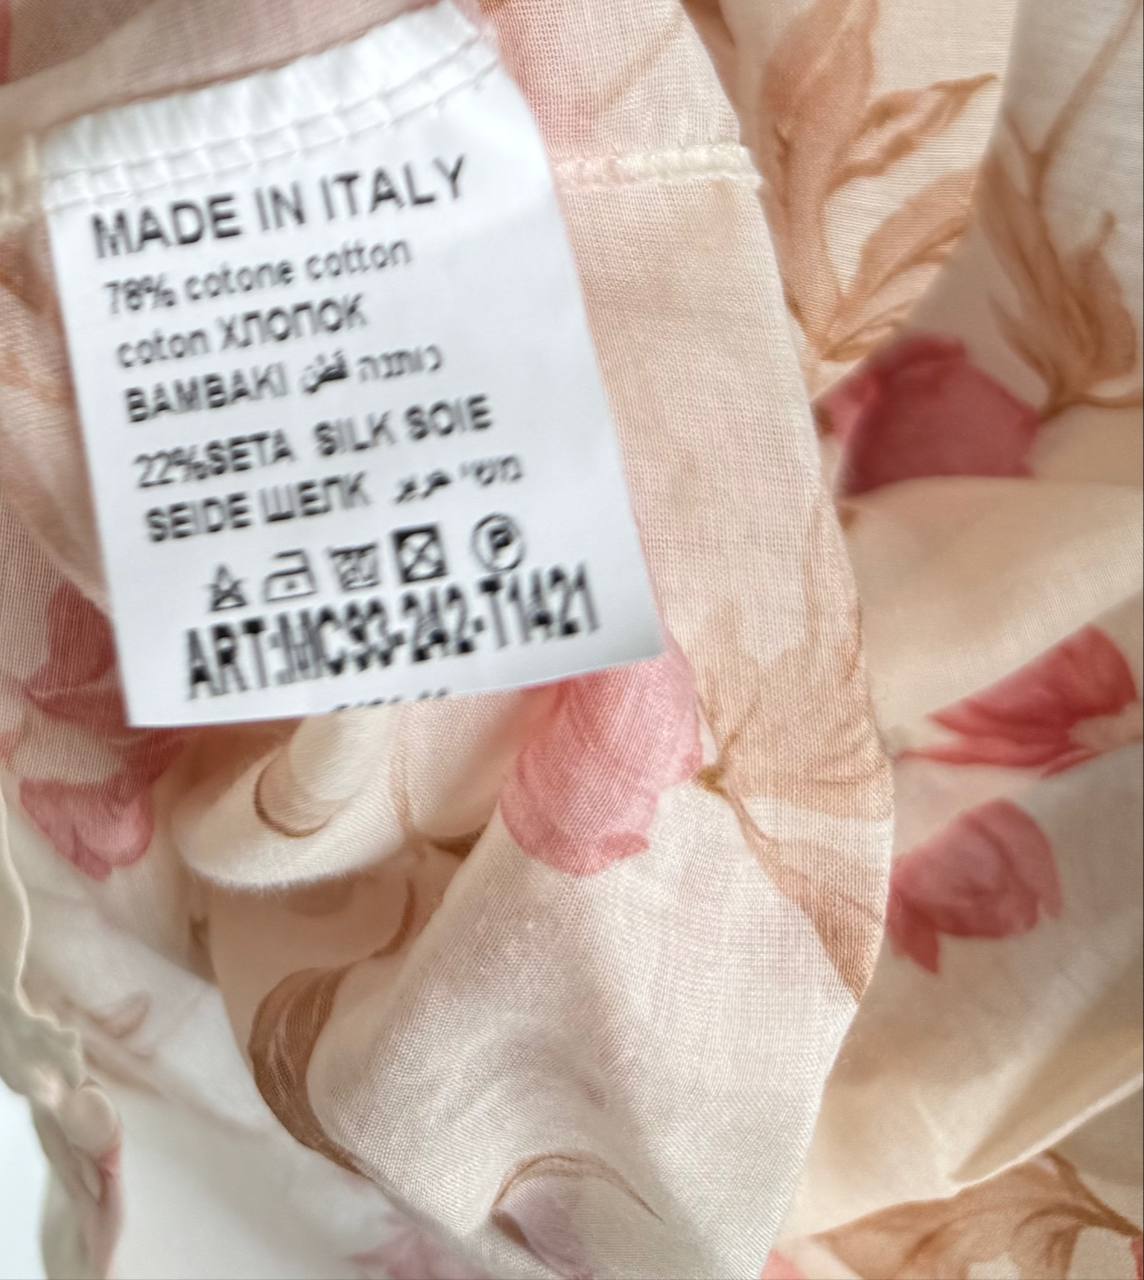 MADE IN ITALY
78% cotone cotton
coton ХЛОПОК
BAMBAKI قطن כותנה
22%SETA SILK SOIE
SEIDE ШЕЛК حرير משי
P
ART:MC93-242-T1421